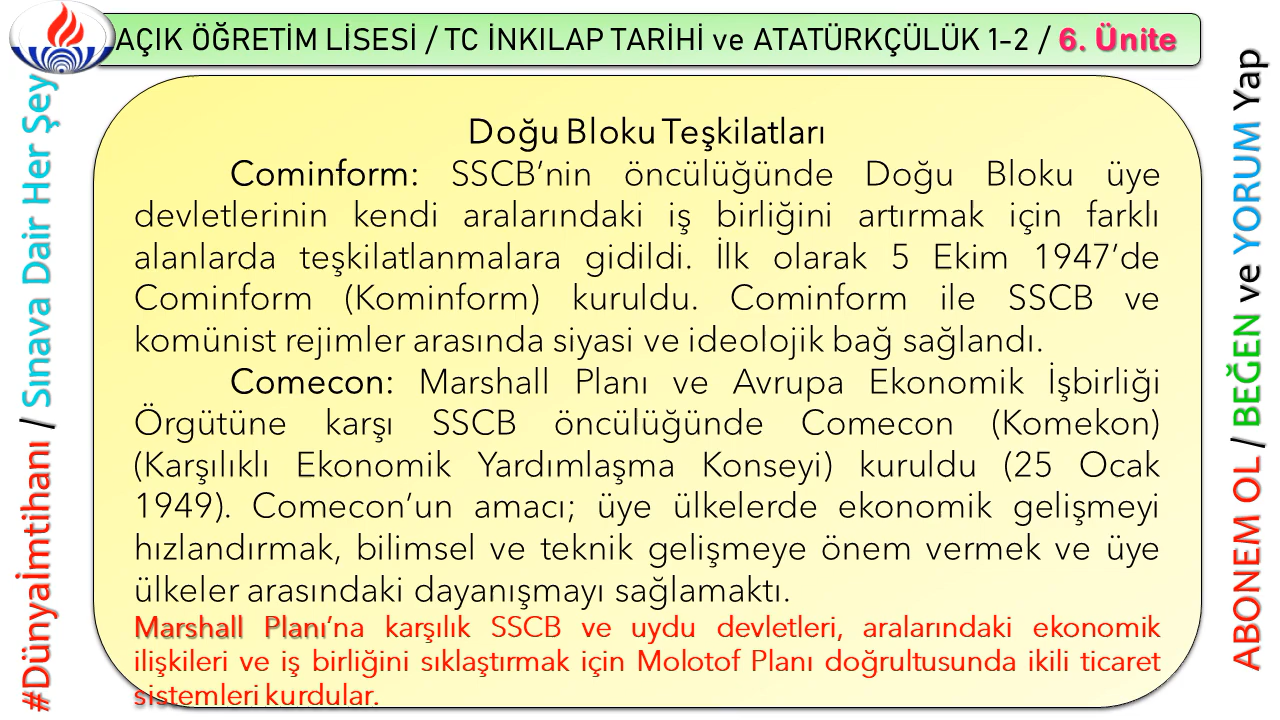 AÇIK ÖĞRETİM LİSESİ / TC İNKILAP TARİHİ ve ATATÜRKÇÜLÜK 1-2 / 6. Ünite
#Dünyaİmtihanı / Sınava Dair Her Şey
Doğu Bloku Teşkilatları
Cominform: SSCB’nin öncülüğünde Doğu Bloku üye
devletlerinin kendi aralarındaki iş birliğini artırmak için farklı
alanlarda teşkilatlanmalara gidildi. İlk olarak 5 Ekim 1947’de
Cominform (Kominform) kuruldu. Cominform ile SSCB ve
komünist rejimler arasında siyasi ve ideolojik bağ sağlandı.
Comecon: Marshall Planı ve Avrupa Ekonomik İşbirliği
Örgütüne karşı SSCB öncülüğünde Comecon (Komekon)
(Karşılıklı Ekonomik Yardımlaşma Konseyi) kuruldu (25 Ocak
1949). Comecon’un amacı; üye ülkelerde ekonomik gelişmeyi
hızlandırmak, bilimsel ve teknik gelişmeye önem vermek ve üye
ülkeler arasındaki dayanışmayı sağlamaktı.
Marshall Planı’na karşılık SSCB ve uydu devletleri, aralarındaki ekonomik
ilişkileri ve iş birliğini sıklaştırmak için Molotof Planı doğrultusunda ikili ticaret
sistemleri kurdular.
ABONEM OL / BEĞEN ve YORUM Yap